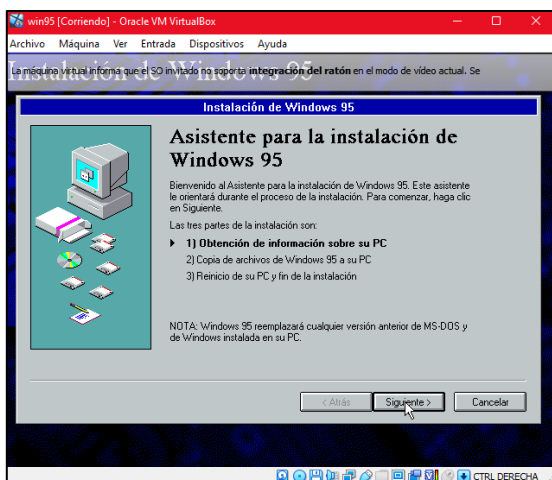 win95 [Corriendo] - Oracle VM VirtualBox
Archivo Máquina Ver Entrada Dispositivos Ayuda
Instalación de Windows 95
La máquina virtual informa que el SO invitado no soporta integración del ratón en el modo de vídeo actual. Se
Instalación de Windows 95
Asistente para la instalación de
Windows 95
Bienvenido al Asistente para la instalación de Windows 95. Este asistente
le orientará durante el proceso de la instalación. Para comenzar, haga clic
en Siguiente.
Las tres partes de la instalación son:
1) Obtención de información sobre su PC
2) Copia de archivos de Windows 95 a su PC
3) Reinicio de su PC y fin de la instalación
NOTA: Windows 95 reemplazará cualquier versión anterior de MS-DOS y
de Windows instalada en su PC.
< Atrás Siguiente > Cancelar
CTRL DERECHA